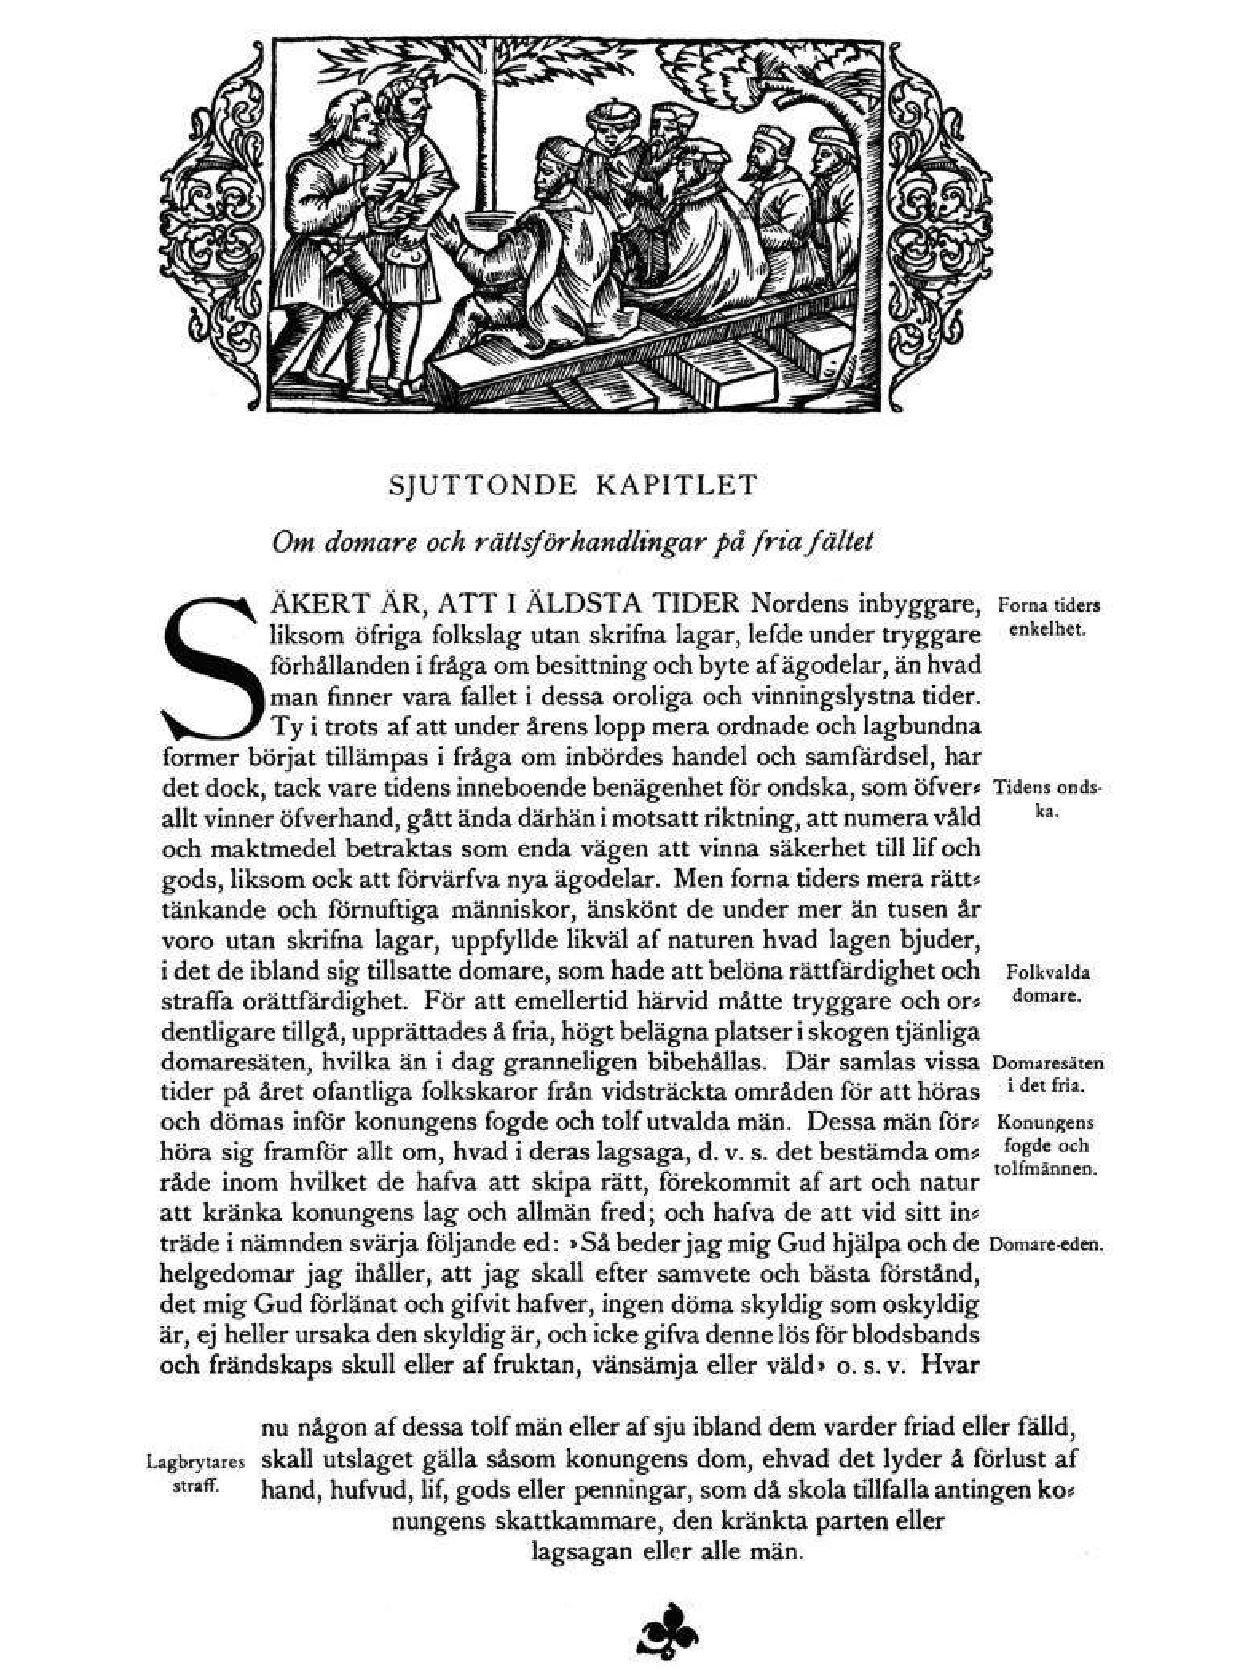 SJUTTONDE KAPITLET
Om domare och rättsförhandlingar på fria fältet
SÄKERT ÄR, ATT I ÄLDSTA TIDER Nordens inbyggare,
liksom öfriga folkslag utan skrifna lagar, lefde under tryggare
förhållanden i fråga om besittning och byte af ägodelar, än hvad
man finner vara fallet i dessa oroliga och vinningslystna tider.
Ty i trots af att under årens lopp mera ordnade och lagbundna
former börjat tillämpas i fråga om inbördes handel och samfärdsel, har
det dock, tack vare tidens inneboende benägenhet för ondska, som öfver-
allt vinner öfverhand, gått ända därhän i motsatt riktning, att numera våld
och maktmedel betraktas som enda vägen att vinna säkerhet till lif och
gods, liksom ock att förvärfva nya ägodelar. Men forna tiders mera rätt-
tänkande och förnuftiga människor, änskönt de under mer än tusen år
voro utan skrifna lagar, uppfyllde likväl af naturen hvad lagen bjuder,
i det de ibland sig tillsatte domare, som hade att belöna rättfärdighet och
straffa orättfärdighet. För att emellertid härvid måtte tryggare och or-
dentligare tillgå, upprättades å fria, högt belägna platser i skogen tjänliga
domaresäten, hvilka än i dag granneligen bibehållas. Där samlas vissa
tider på året ofantliga folkskaror från vidsträckta områden för att höras
och dömas inför konungens fogde och tolf utvalda män. Dessa män för-
höra sig framför allt om, hvad i deras lagsaga, d. v. s. det bestämda om-
råde inom hvilket de hafva att skipa rätt, förekommit af art och natur
att kränka konungens lag och allmän fred; och hafva de att vid sitt in-
träde i nämnden svärja följande ed: »Så beder jag mig Gud hjälpa och de
helgedomar jag ihåller, att jag skall efter samvete och bästa förstånd,
det mig Gud förlänat och gifvit hafver, ingen döma skyldig som oskyldig
är, ej heller ursaka den skyldig är, och icke gifva denne lös för blodsbands
och frändskaps skull eller af fruktan, vänsämja eller väld» o. s. v. Hvar
Forna tiders
enkelhet.
Tidens onds-
ka.
Folkvalda
domare.
Domaresäten
i det fria.
Konungens
fogde och
tolfmännen.
Domare-eden.
nu någon af dessa tolf män eller af sju ibland dem varder friad eller fälld,
skall utslaget gälla såsom konungens dom, ehvad det lyder å förlust af
hand, hufvud, lif, gods eller penningar, som då skola tillfalla antingen ko-
nungens skattkammare, den kränkta parten eller
lagsagan eller alle män.
Lagbrytares
straff.